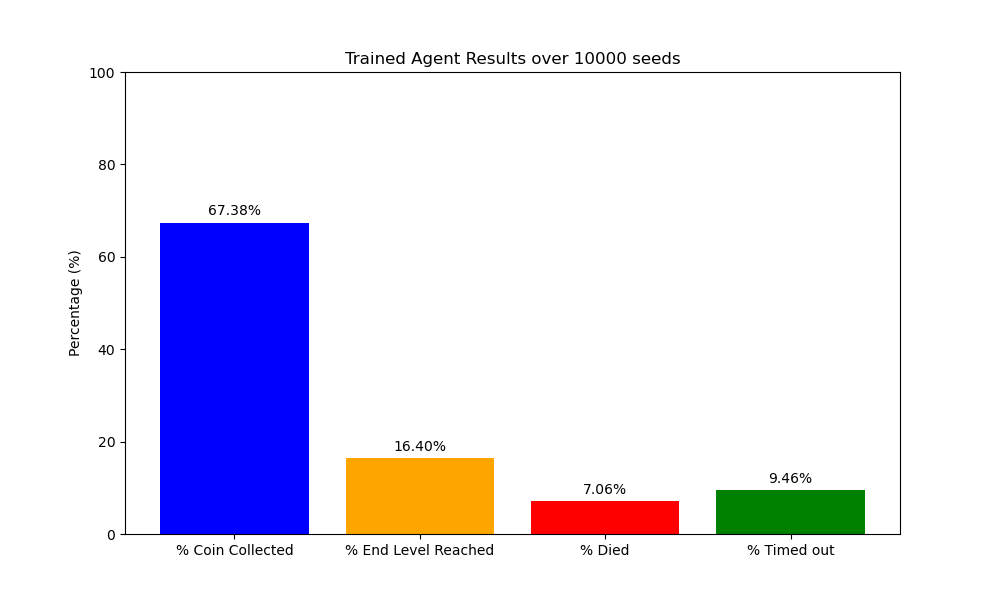 Trained Agent Results over 10000 seeds
100
80
60
40
20
0
Percentage (%)
67.38%
16.40%
7.06%
9.46%
% Coin Collected
% End Level Reached
% Died
% Timed out